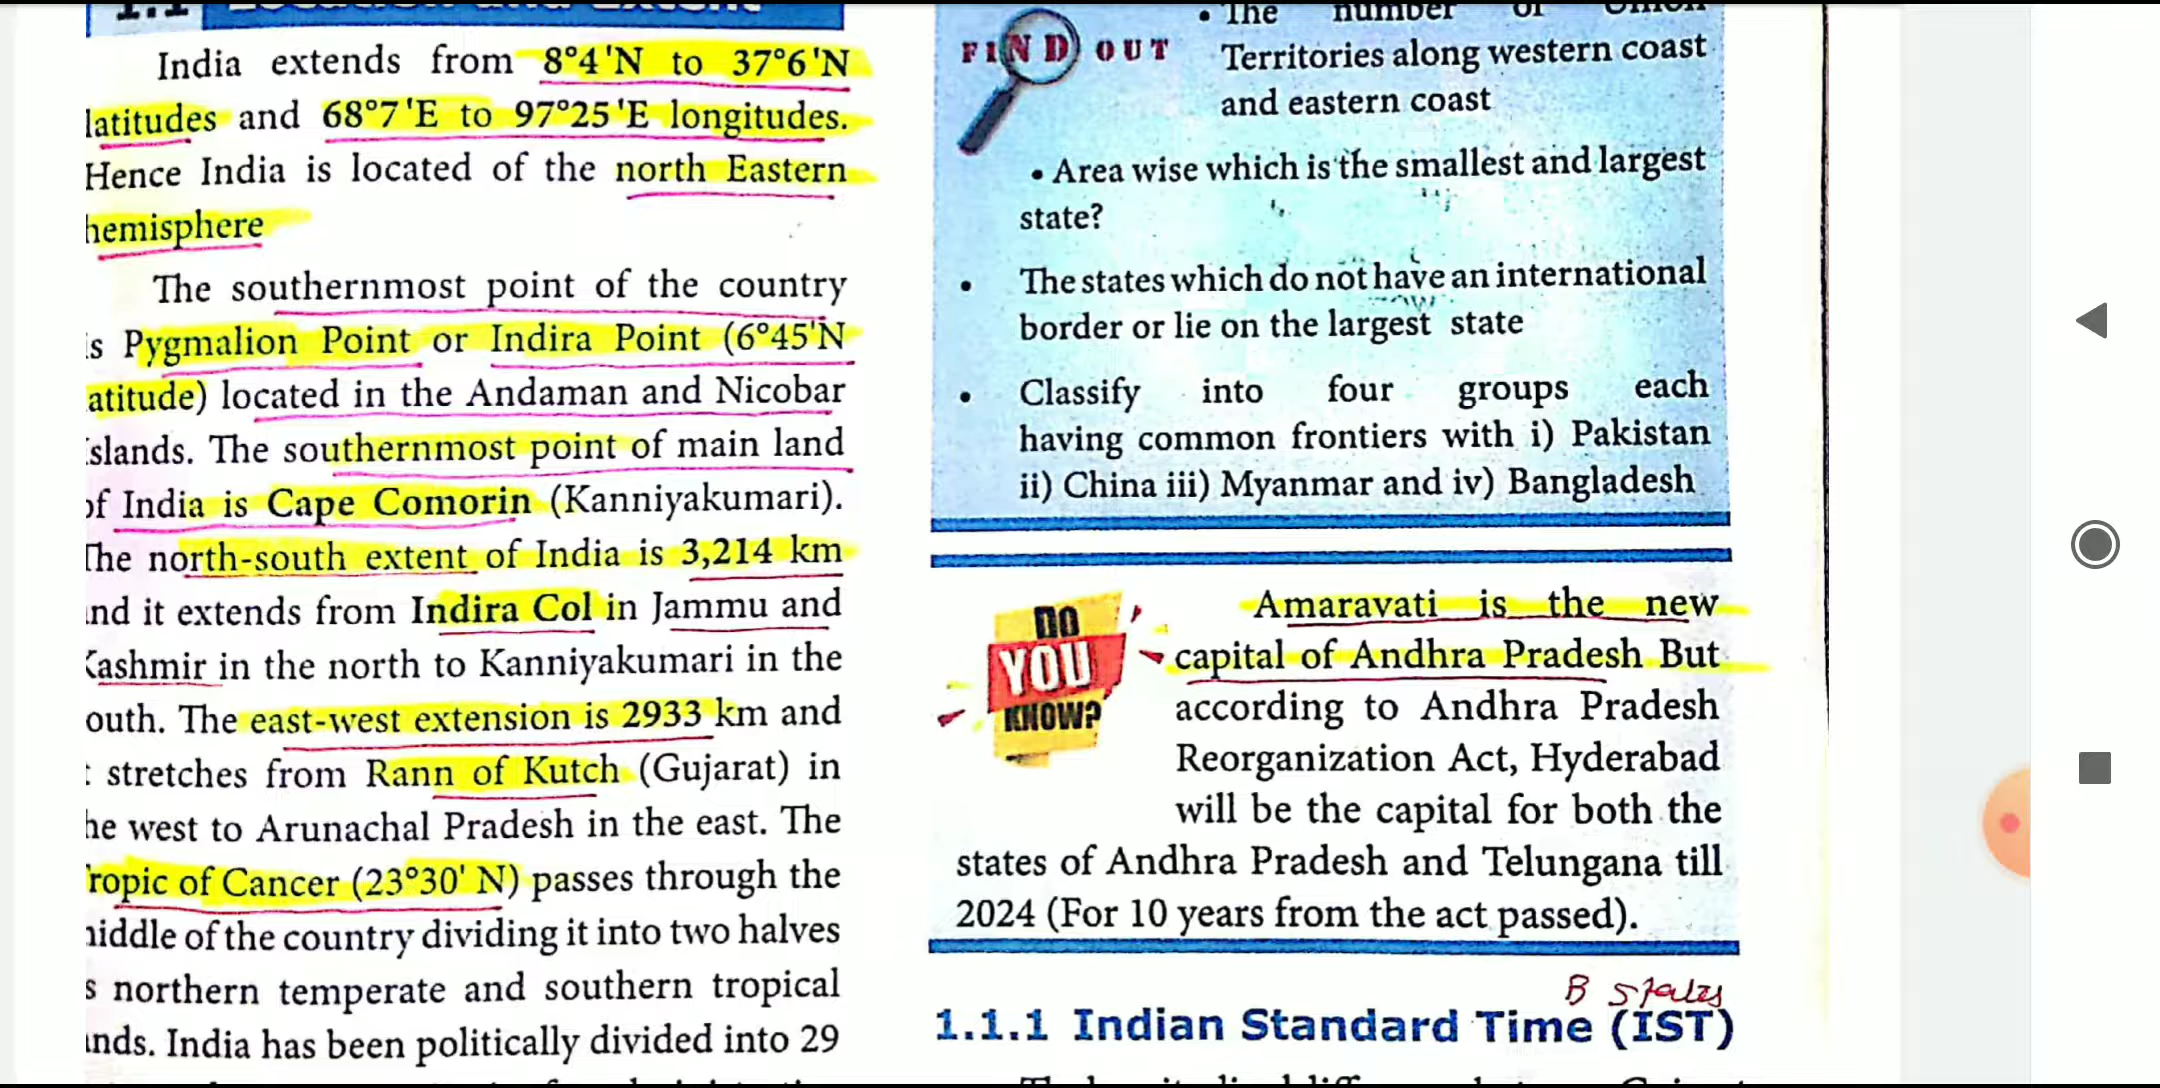 1.1 Location and Extent
India extends from 8°4'N to 37°6'N
latitudes and 68°7'E to 97°25'E longitudes.
Hence India is located of the north Eastern
hemisphere
The southernmost point of the country
is Pygmalion Point or Indira Point (6°45'N
atitude) located in the Andaman and Nicobar
islands. The southernmost point of main land
of India is Cape Comorin (Kanniyakumari).
The north-south extent of India is 3,214 km
nd it extends from Indira Col in Jammu and
Kashmir in the north to Kanniyakumari in the
outh. The east-west extension is 2933 km and
t stretches from Rann of Kutch (Gujarat) in
he west to Arunachal Pradesh in the east. The
ropic of Cancer (23°30' N) passes through the
middle of the country dividing it into two halves
s northern temperate and southern tropical
ands. India has been politically divided into 29
FIND OUT
• The number of Union
Territories along western coast
and eastern coast
• Area wise which is the smallest and largest
state?
• The states which do not have an international
border or lie on the largest state
• Classify into four groups each
having common frontiers with i) Pakistan
ii) China iii) Myanmar and iv) Bangladesh
DO
YOU
KNOW?
Amaravati is the new
capital of Andhra Pradesh But
according to Andhra Pradesh
Reorganization Act, Hyderabad
will be the capital for both the
states of Andhra Pradesh and Telungana till
2024 (For 10 years from the act passed).
8 states
1.1.1 Indian Standard Time (IST)